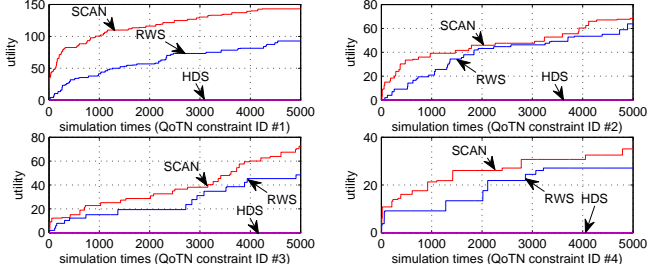 150
100
50
0
utility
SCAN
RWS
HDS
0 1000 2000 3000 4000 5000
simulation times (QoTN constraint ID #1)
80
60
40
20
0
utility
SCAN
RWS
HDS
0 1000 2000 3000 4000 5000
simulation times (QoTN constraint ID #2)
80
60
40
20
0
utility
SCAN
RWS
HDS
0 1000 2000 3000 4000 5000
simulation times (QoTN constraint ID #3)
40
20
0
utility
SCAN
RWS
HDS
0 1000 2000 3000 4000 5000
simulation times (QoTN constraint ID #4)